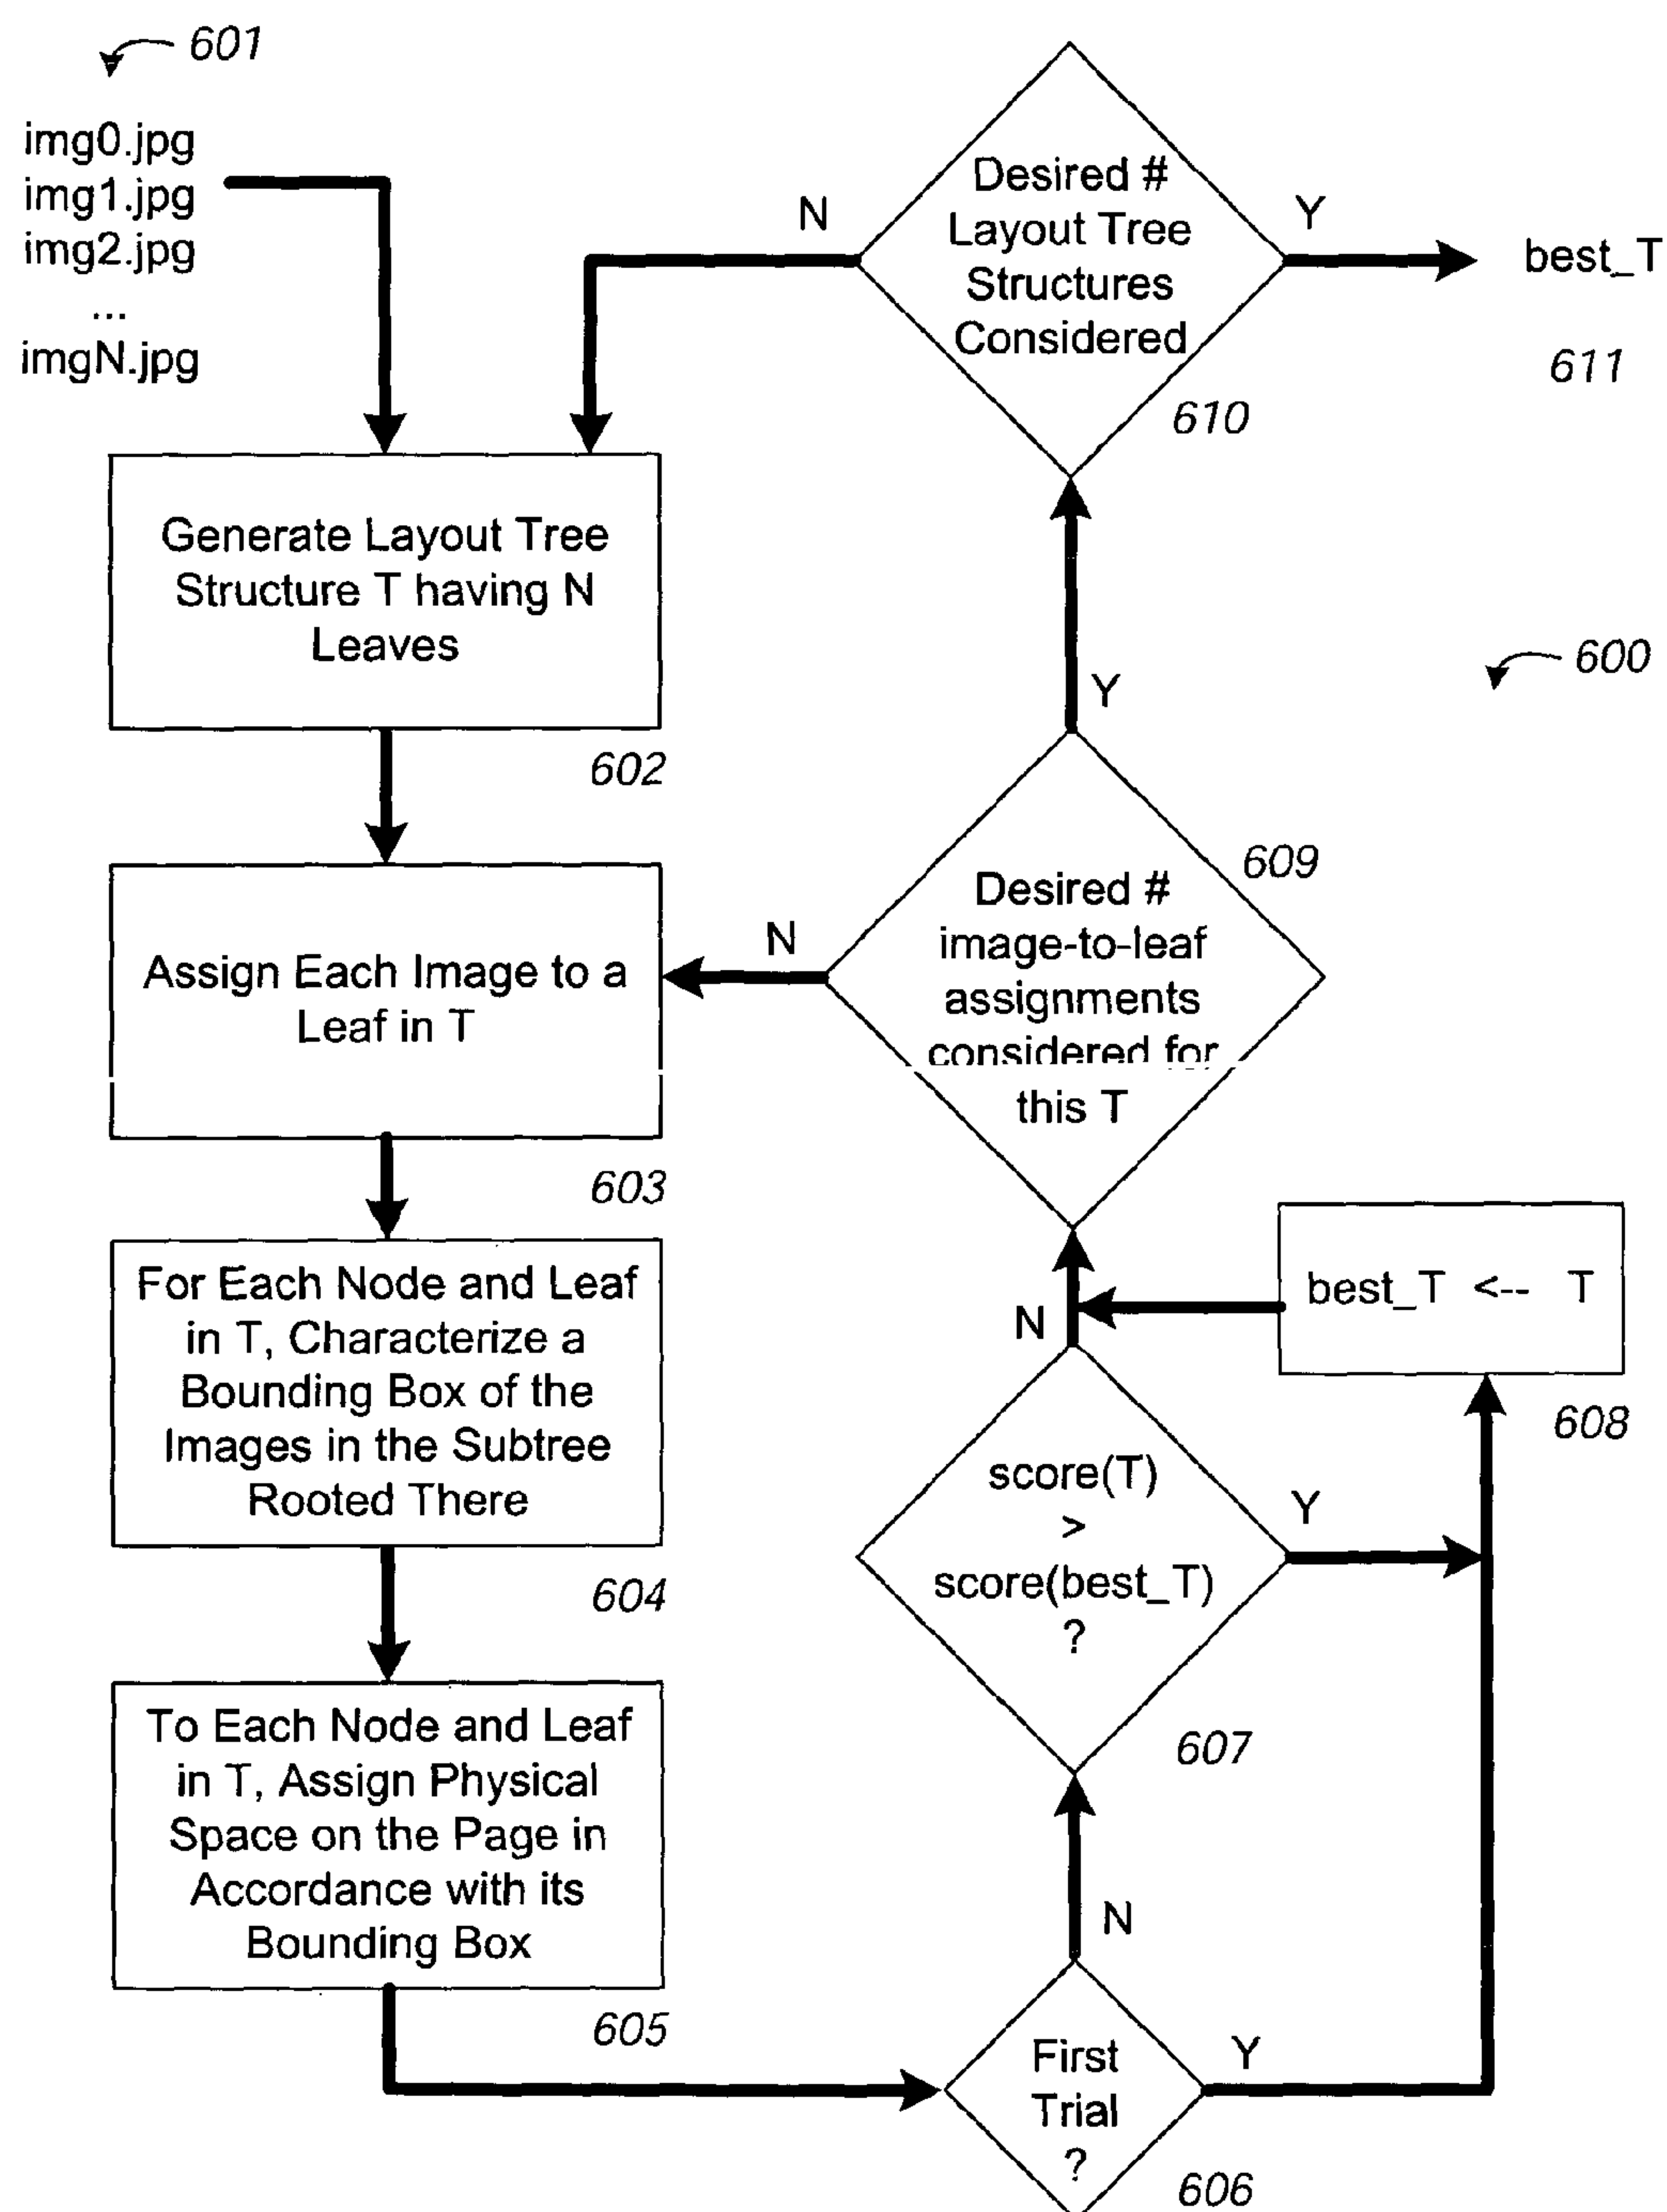 601
img0.jpg
img1.jpg
img2.jpg
...
imgN.jpg
Desired #
Layout Tree
Structures
Considered
N
Y
610
best_T
611
Generate Layout Tree
Structure T having N
Leaves
602
600
Y
Assign Each Image to a
Leaf in T
603
N
Desired #
image-to-leaf
assignments
considered for
this T
609
For Each Node and Leaf
in T, Characterize a
Bounding Box of the
Images in the Subtree
Rooted There
604
best_T <-- T
608
N
score(T)
>
score(best_T)
?
Y
607
To Each Node and Leaf
in T, Assign Physical
Space on the Page in
Accordance with its
Bounding Box
605
N
First
Trial
?
Y
606